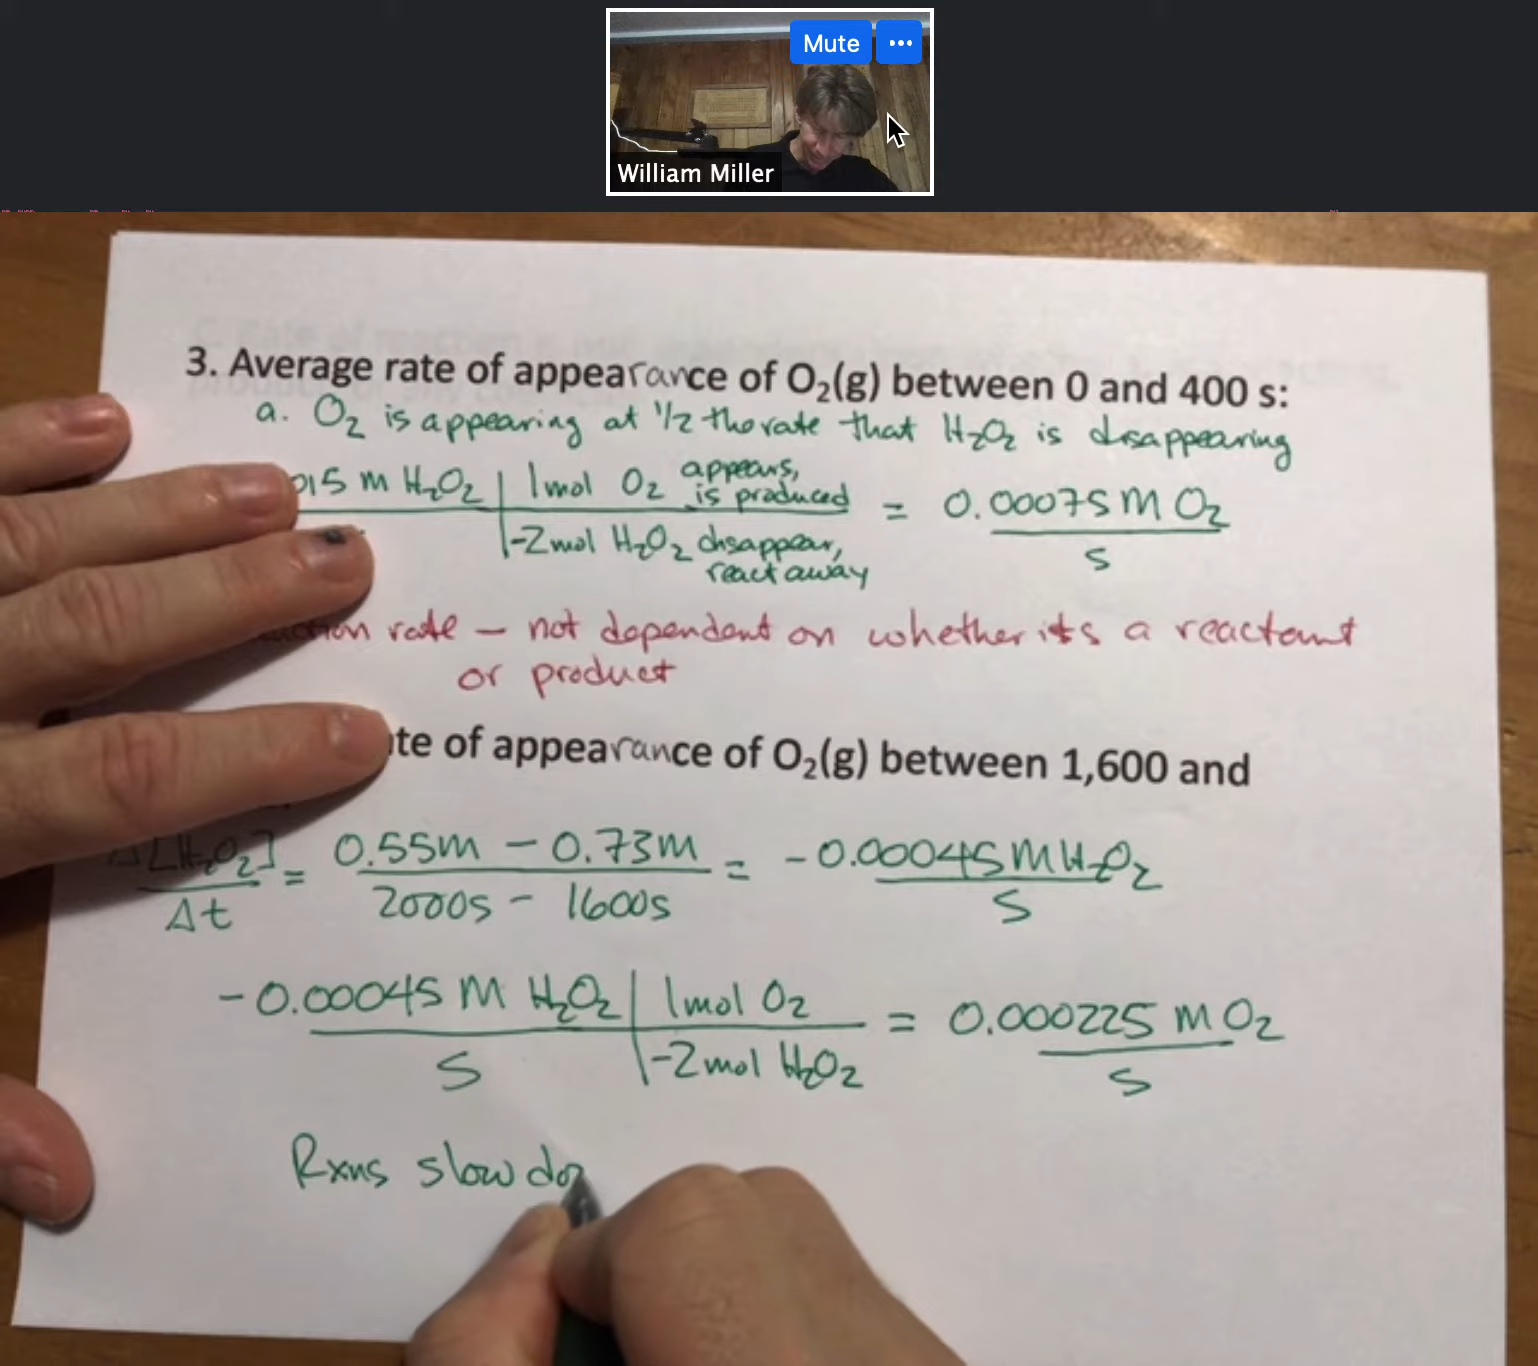 Mute
William Miller
3. Average rate of appearance of O₂(g) between 0 and 400 s:
a. O₂ is appearing at 1/2 the rate that H₂O₂ is disappearing
015 M H₂O₂ | 1 mol O₂ appears, is produced = 0.00075 M O₂
-2 mol H₂O₂ disappear, react away s
rate – not dependent on whether its a reactant
or product
te of appearance of O₂(g) between 1,600 and
Δ[H₂O₂] = 0.55M – 0.73M = -0.00045 M H₂O₂
Δt 2000s - 1600s S
-0.00045 M H₂O₂ | 1 mol O₂ = 0.000225 M O₂
S -2 mol H₂O₂ S
Rxns slow do